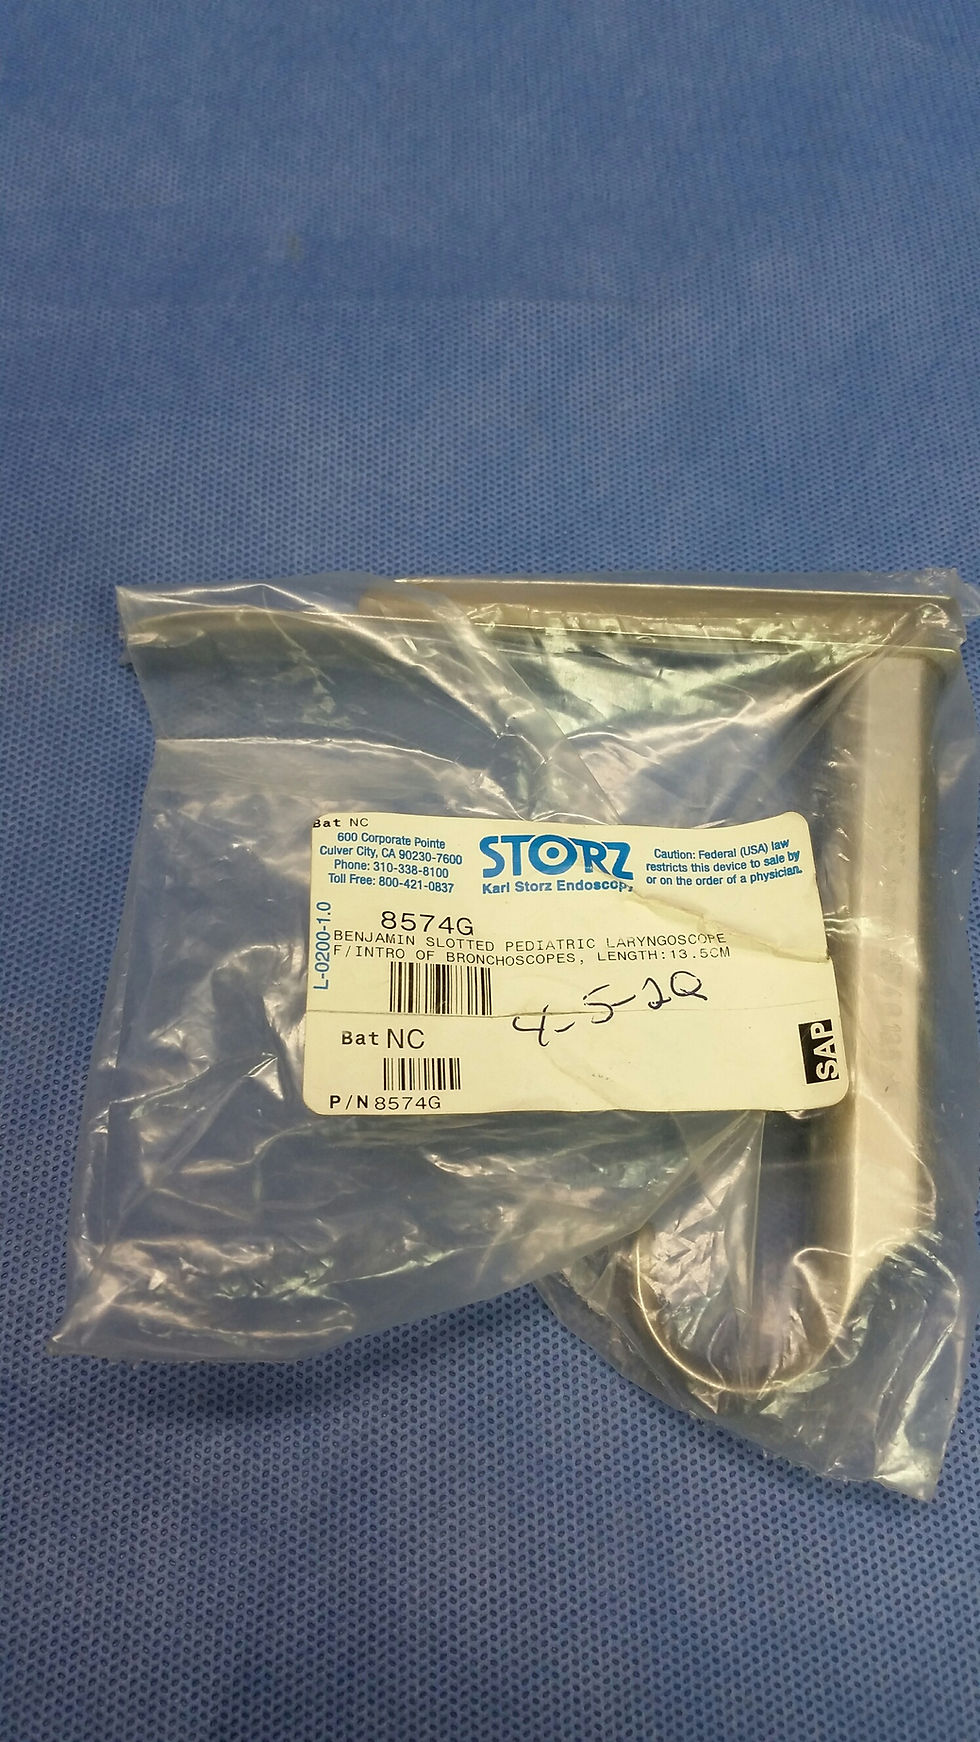 Bat NC
600 Corporate Pointe
Culver City, CA 90230-7600
Phone: 310-338-8100
Toll Free: 800-421-0837
STORZ
Karl Storz Endoscopy
Caution: Federal (USA) law
restricts this device to sale by
or on the order of a physician.
L-0200-1.0
8574G
BENJAMIN SLOTTED PEDIATRIC LARYNGOSCOPE
F/INTRO OF BRONCHOSCOPES, LENGTH:13.5CM
4-5-2Q
Bat NC
SAP
P/N 8574G